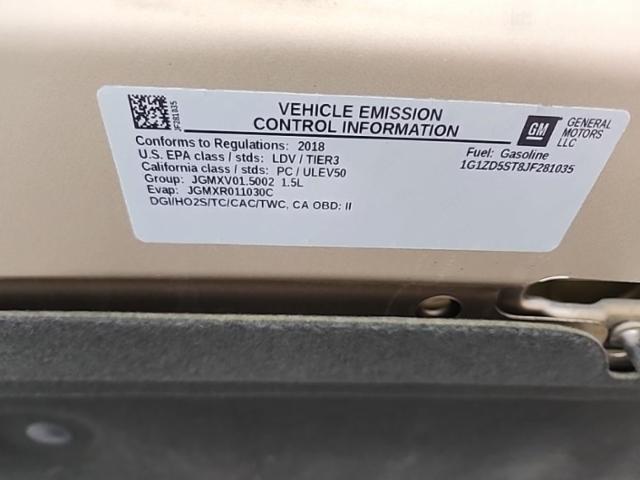 JF281035
VEHICLE EMISSION
CONTROL INFORMATION
GM
GENERAL
MOTORS
LLC
Conforms to Regulations: 2018
U.S. EPA class / stds: LDV / TIER3
California class / stds: PC / ULEV50
Group: JGMXV01.5002 1.5L
Evap: JGMXR011030C
DGI/HO2S/TC/CAC/TWC, CA OBD: II
Fuel: Gasoline
1G1ZD5ST8JF281035